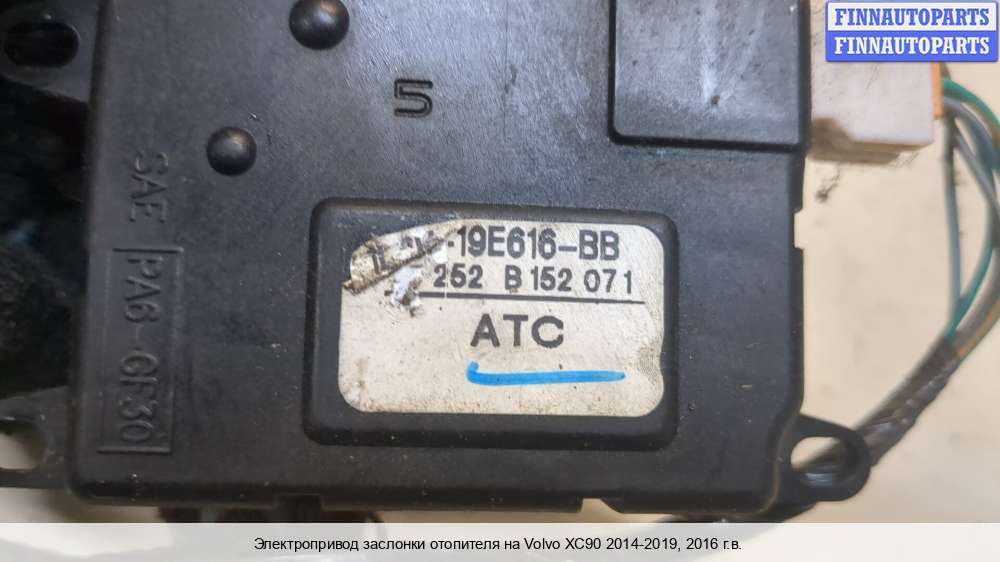 FINNAUTOPARTS
FINNAUTOPARTS
5
SAE
PA6-GF30
-19E616-BB
252 B 152 071
ATC
Электропривод заслонки отопителя на Volvo XC90 2014-2019, 2016 г.в.